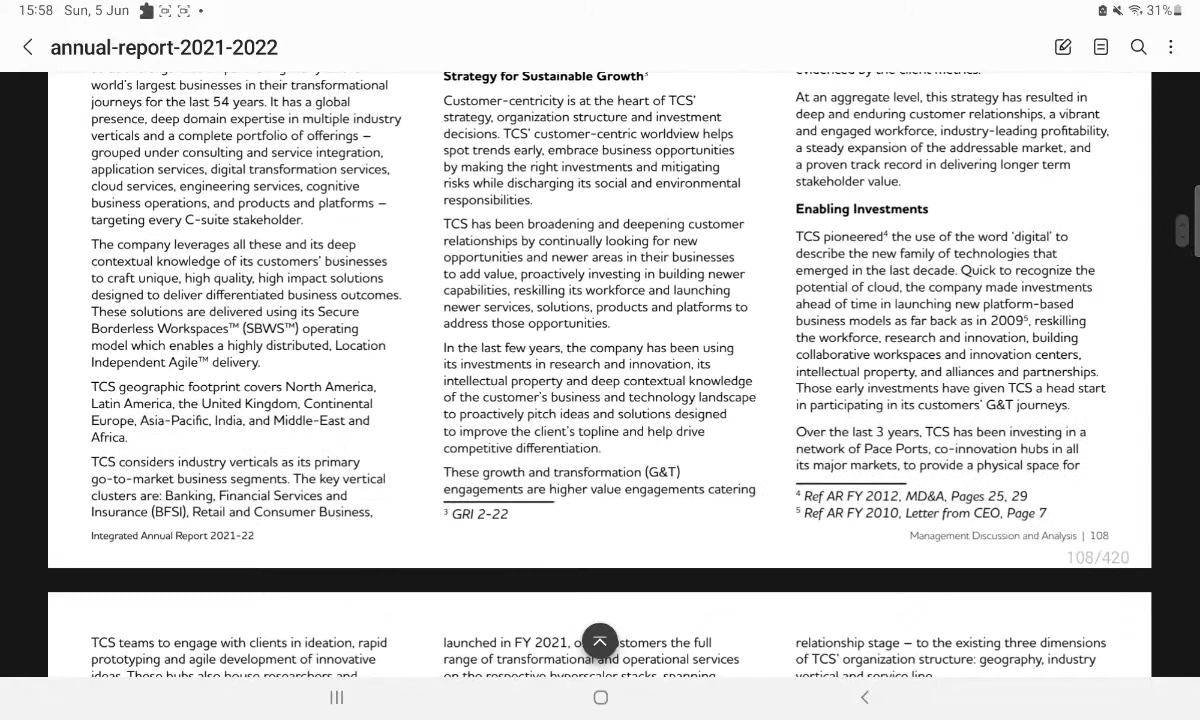 15:58 Sun, 5 Jun
31%
annual-report-2021-2022
world's largest businesses in their transformational
journeys for the last 54 years. It has a global
presence, deep domain expertise in multiple industry
verticals and a complete portfolio of offerings –
grouped under consulting and service integration,
application services, digital transformation services,
cloud services, engineering services, cognitive
business operations, and products and platforms –
targeting every C-suite stakeholder.
The company leverages all these and its deep
contextual knowledge of its customers' businesses
to craft unique, high quality, high impact solutions
designed to deliver differentiated business outcomes.
These solutions are delivered using its Secure
Borderless Workspaces™ (SBWS™) operating
model which enables a highly distributed, Location
Independent Agile™ delivery.
TCS geographic footprint covers North America,
Latin America, the United Kingdom, Continental
Europe, Asia-Pacific, India, and Middle-East and
Africa.
TCS considers industry verticals as its primary
go-to-market business segments. The key vertical
clusters are: Banking, Financial Services and
Insurance (BFSI), Retail and Consumer Business,
Integrated Annual Report 2021-22
Strategy for Sustainable Growth³
Customer-centricity is at the heart of TCS'
strategy, organization structure and investment
decisions. TCS' customer-centric worldview helps
spot trends early, embrace business opportunities
by making the right investments and mitigating
risks while discharging its social and environmental
responsibilities.
TCS has been broadening and deepening customer
relationships by continually looking for new
opportunities and newer areas in their businesses
to add value, proactively investing in building newer
capabilities, reskilling its workforce and launching
newer services, solutions, products and platforms to
address those opportunities.
In the last few years, the company has been using
its investments in research and innovation, its
intellectual property and deep contextual knowledge
of the customer's business and technology landscape
to proactively pitch ideas and solutions designed
to improve the client's topline and help drive
competitive differentiation.
These growth and transformation (G&T)
engagements are higher value engagements catering
³ GRI 2-22
evidenced by the client metrics.
At an aggregate level, this strategy has resulted in
deep and enduring customer relationships, a vibrant
and engaged workforce, industry-leading profitability,
a steady expansion of the addressable market, and
a proven track record in delivering longer term
stakeholder value.
Enabling Investments
TCS pioneered⁴ the use of the word 'digital' to
describe the new family of technologies that
emerged in the last decade. Quick to recognize the
potential of cloud, the company made investments
ahead of time in launching new platform-based
business models as far back as in 2009⁵, reskilling
the workforce, research and innovation, building
collaborative workspaces and innovation centers,
intellectual property, and alliances and partnerships.
Those early investments have given TCS a head start
in participating in its customers' G&T journeys.
Over the last 3 years, TCS has been investing in a
network of Pace Ports, co-innovation hubs in all
its major markets, to provide a physical space for
⁴ Ref AR FY 2012, MD&A, Pages 25, 29
⁵ Ref AR FY 2010, Letter from CEO, Page 7
Management Discussion and Analysis | 108
108/420
TCS teams to engage with clients in ideation, rapid
prototyping and agile development of innovative
ideas. These hubs also house researchers and
launched in FY 2021, stomers the full
range of transformational and operational services
on the respective hyperscaler stacks, spanning
relationship stage – to the existing three dimensions
of TCS' organization structure: geography, industry
vertical and service line.